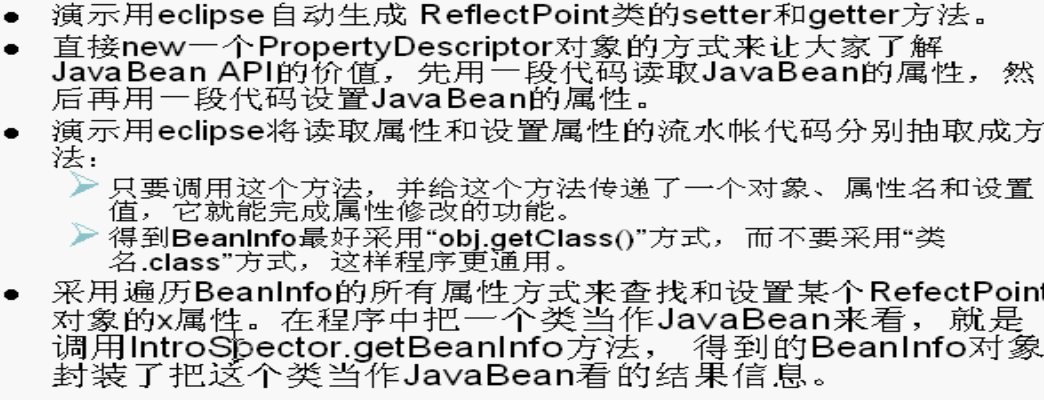 演示用eclipse自动生成 ReflectPoint类的setter和getter方法。
直接new一个PropertyDescriptor对象的方式来让大家了解
JavaBean API的价值，先用一段代码读取JavaBean的属性，然
后再用一段代码设置JavaBean的属性。
演示用eclipse将读取属性和设置属性的流水帐代码分别抽取成方
法：
只要调用这个方法，并给这个方法传递了一个对象、属性名和设置
值，它就能完成属性修改的功能。
得到BeanInfo最好采用“obj.getClass()”方式，而不要采用“类
名.class”方式，这样程序更通用。
采用遍历BeanInfo的所有属性方式来查找和设置某个RefectPoint
对象的x属性。在程序中把一个类当作JavaBean来看，就是
调用IntroSpector.getBeanInfo方法， 得到的BeanInfo对象
封装了把这个类当作JavaBean看的结果信息。